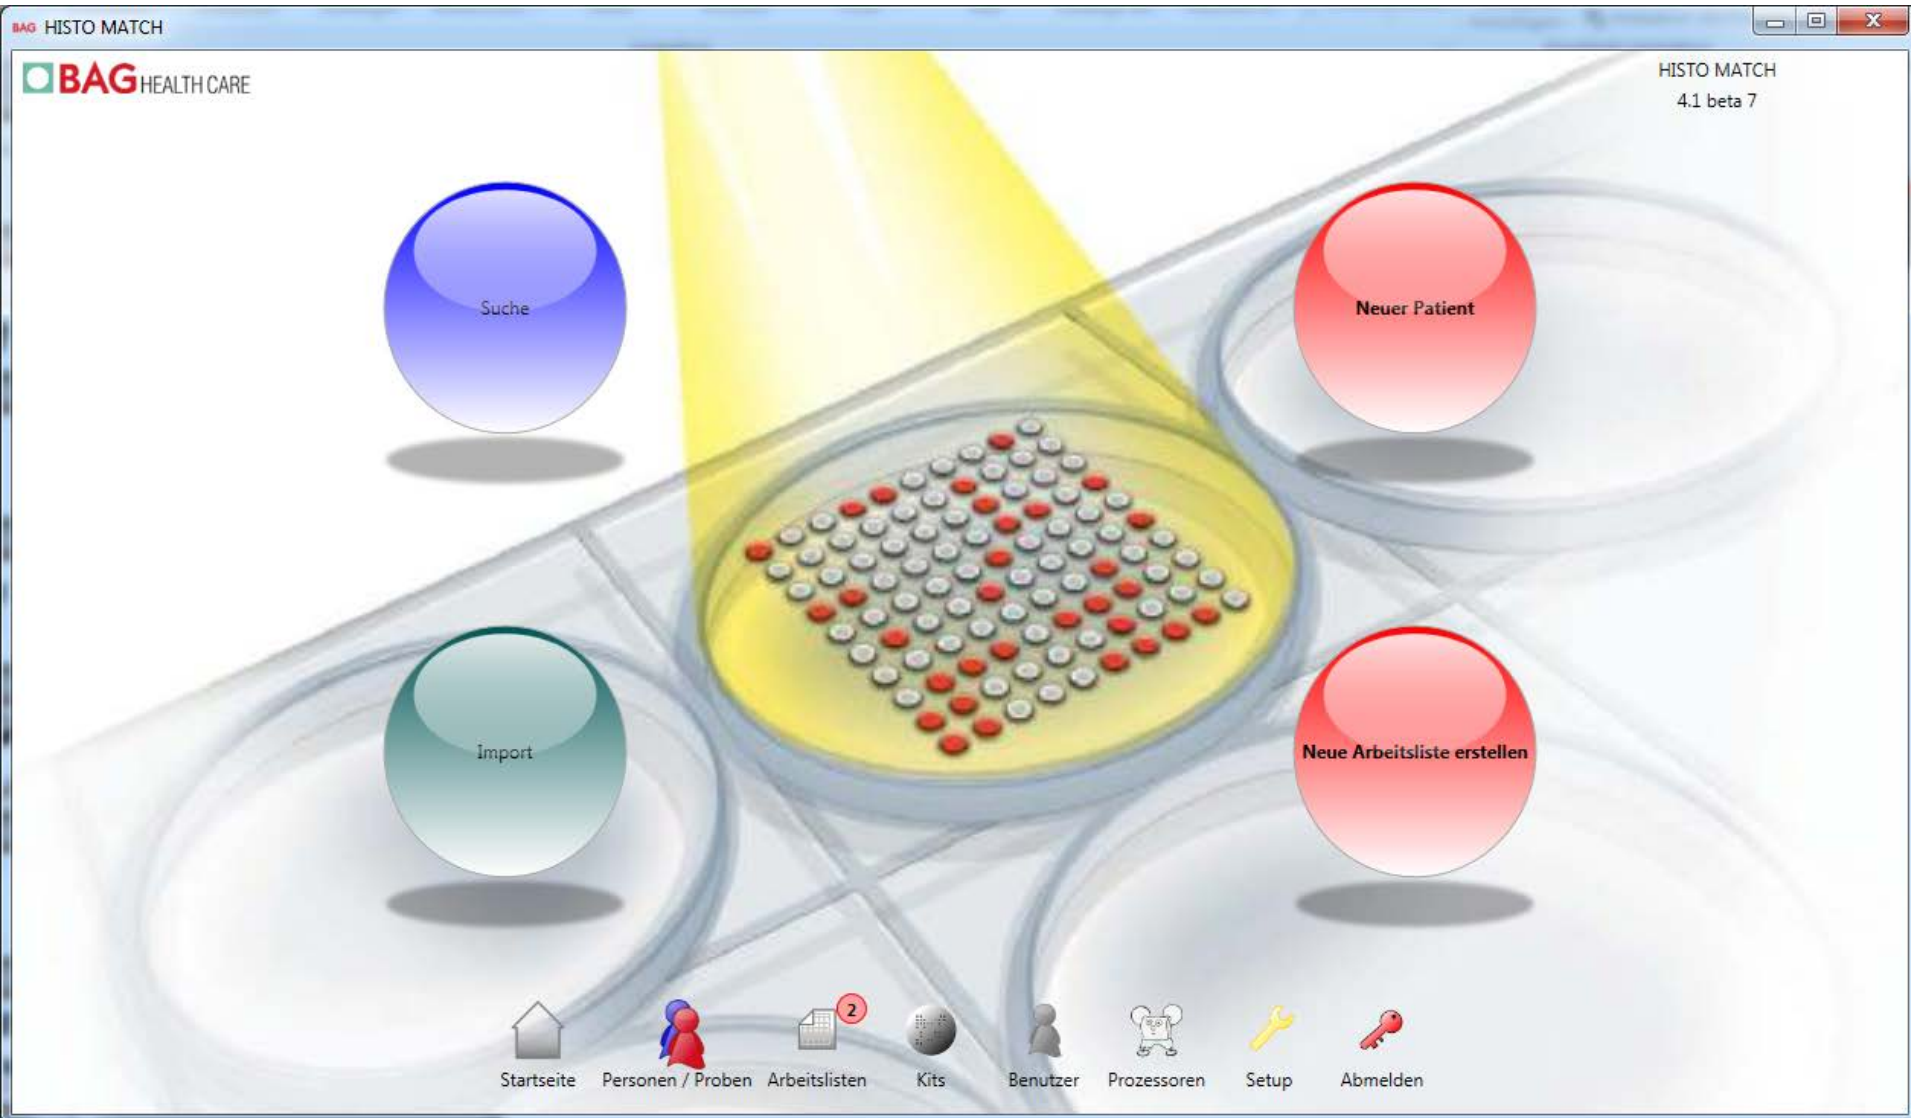 BAG HISTO MATCH
BAG HEALTH CARE
HISTO MATCH
4.1 beta 7
Suche
Neuer Patient
Import
Neue Arbeitsliste erstellen
2
Startseite
Personen / Proben
Arbeitslisten
Kits
Benutzer
Prozessoren
Setup
Abmelden